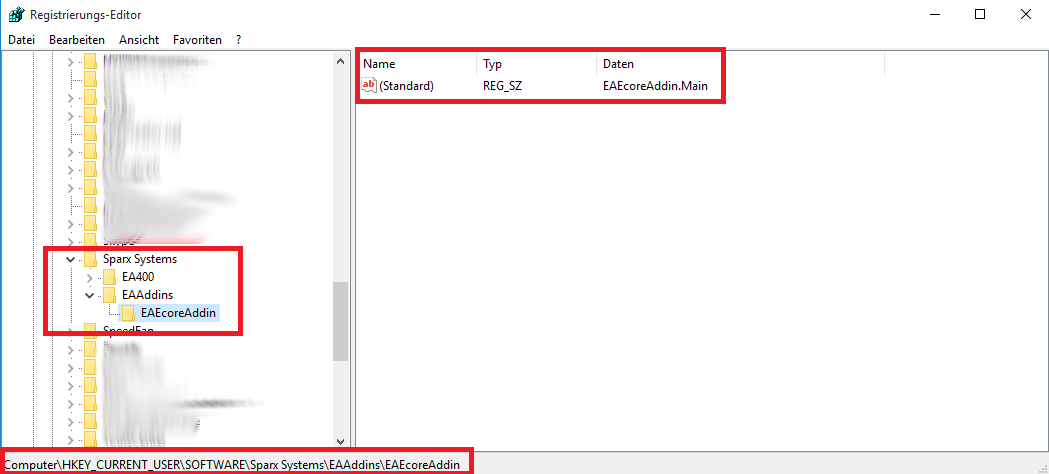 Registrierungs-Editor
Datei Bearbeiten Ansicht Favoriten ?
Sparx Systems
EA400
EAAddins
EAEcoreAddin
SpeedFan
Name Typ Daten
ab (Standard) REG_SZ EAEcoreAddin.Main
Computer\HKEY_CURRENT_USER\SOFTWARE\Sparx Systems\EAAddins\EAEcoreAddin